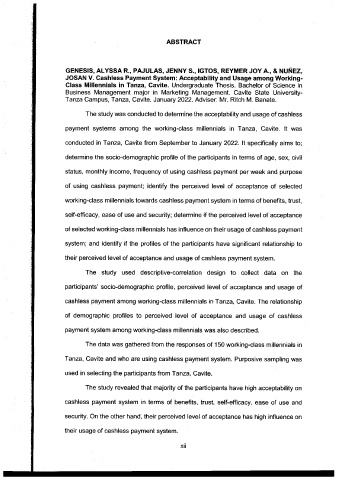 ABSTRACT
GENESIS, ALYSSA R., PAJULAS, JENNY S., IGTOS, REYMER JOY A., & NUÑEZ,
JOSAN V. Cashless Payment System: Acceptability and Usage among Working-
Class Millennials in Tanza, Cavite. Undergraduate Thesis. Bachelor of Science in
Business Management major in Marketing Management. Cavite State University-
Tanza Campus, Tanza, Cavite. January 2022. Adviser: Mr. Ritch M. Banate.
The study was conducted to determine the acceptability and usage of cashless
payment systems among the working-class millennials in Tanza, Cavite. It was
conducted in Tanza, Cavite from September to January 2022. It specifically aims to;
determine the socio-demographic profile of the participants in terms of age, sex, civil
status, monthly income, frequency of using cashless payment per week and purpose
of using cashless payment; identify the perceived level of acceptance of selected
working-class millennials towards cashless payment system in terms of benefits, trust,
self-efficacy, ease of use and security; determine if the perceived level of acceptance
of selected working-class millennials has influence on their usage of cashless payment
system; and identify if the profiles of the participants have significant relationship to
their perceived level of acceptance and usage of cashless payment system.
The study used descriptive-correlation design to collect data on the
participants' socio-demographic profile, perceived level of acceptance and usage of
cashless payment among working-class millennials in Tanza, Cavite. The relationship
of demographic profiles to perceived level of acceptance and usage of cashless
payment system among working-class millennials was also described.
The data was gathered from the responses of 150 working-class millennials in
Tanza, Cavite and who are using cashless payment system. Purposive sampling was
used in selecting the participants from Tanza, Cavite.
The study revealed that majority of the participants have high acceptability on
cashless payment system in terms of benefits, trust, self-efficacy, ease of use and
security. On the other hand, their perceived level of acceptance has high influence on
their usage of cashless payment system.
xii